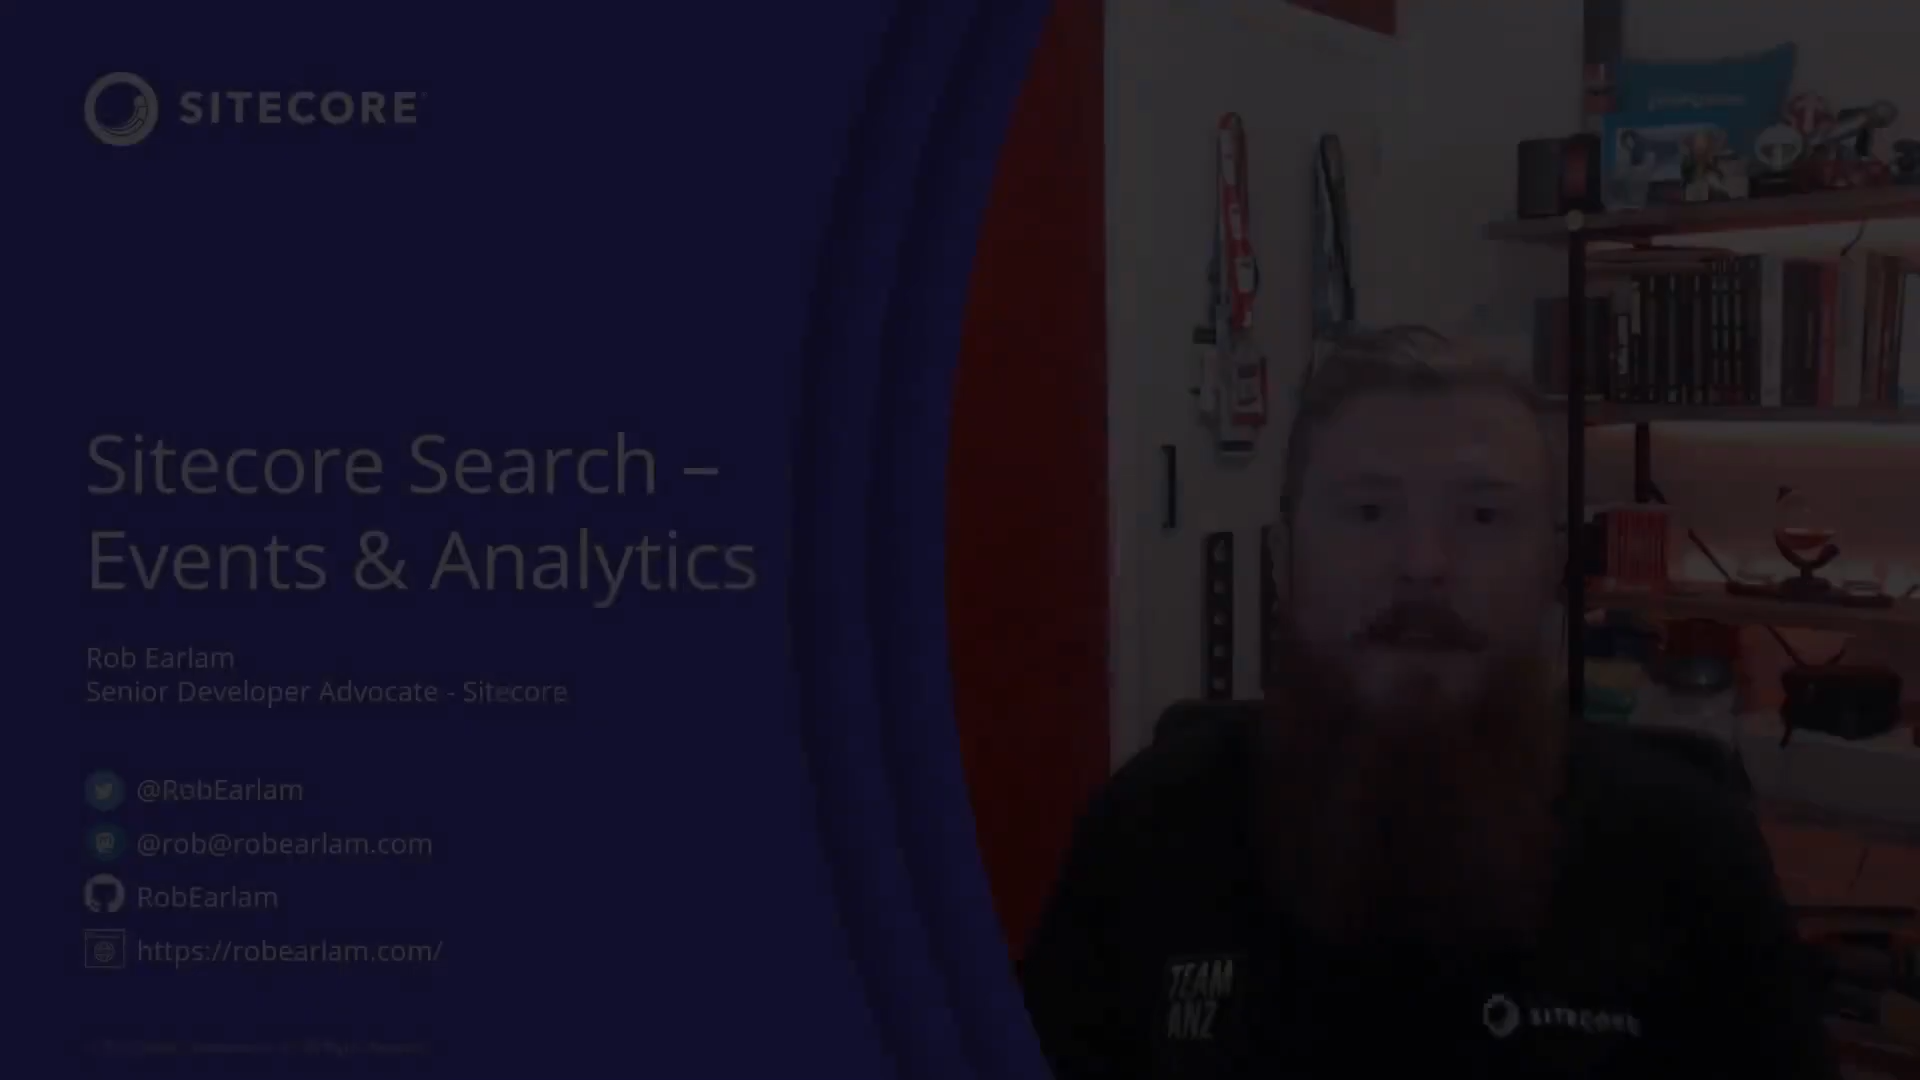 SITECORE
Sitecore Search –
Events & Analytics
Rob Earlam
Senior Developer Advocate - Sitecore
@RobEarlam
@rob@robearlam.com
RobEarlam
https://robearlam.com/
TEAM
ANZ
SITECORE